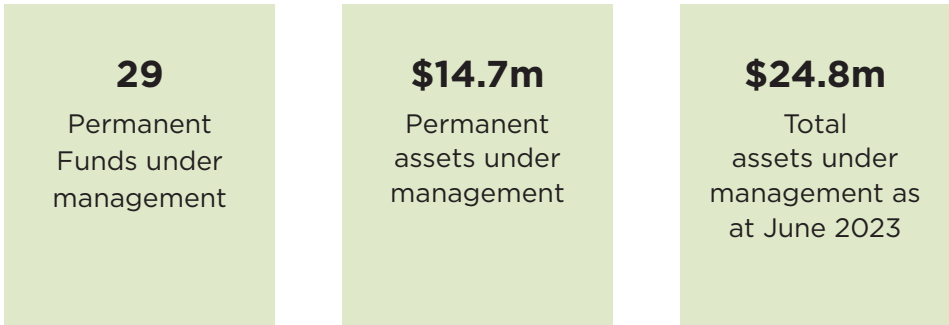 29
Permanent
Funds under
management
$14.7m
Permanent
assets under
management
$24.8m
Total
assets under
management as
at June 2023